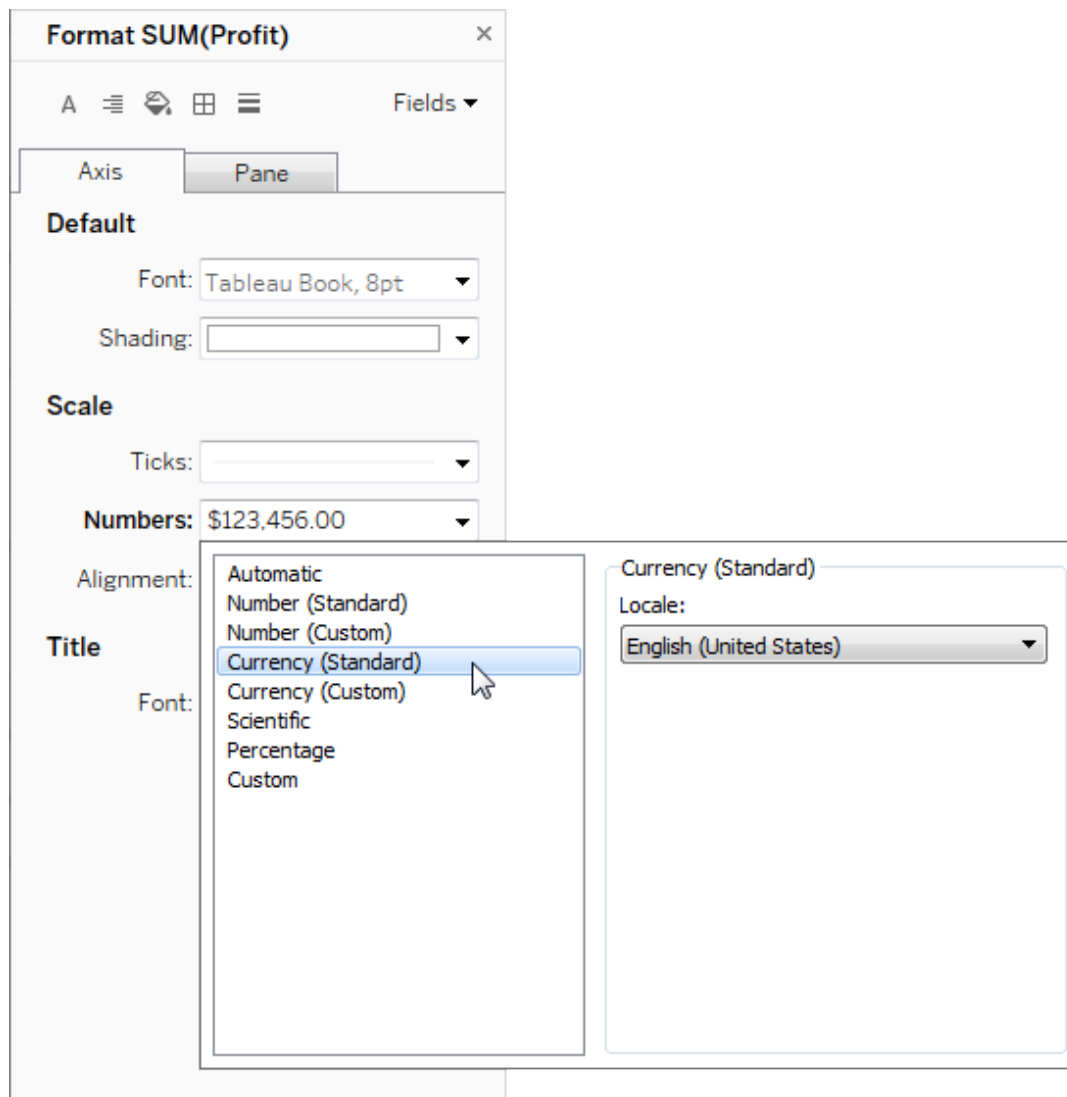 Format SUM(Profit)
A
Fields
Axis
Pane
Default
Font: Tableau Book, 8pt
Shading:
Scale
Ticks:
Numbers: $123,456.00
Alignment:
Title
Font:
Automatic
Number (Standard)
Number (Custom)
Currency (Standard)
Currency (Custom)
Scientific
Percentage
Custom
Currency (Standard)
Locale:
English (United States)